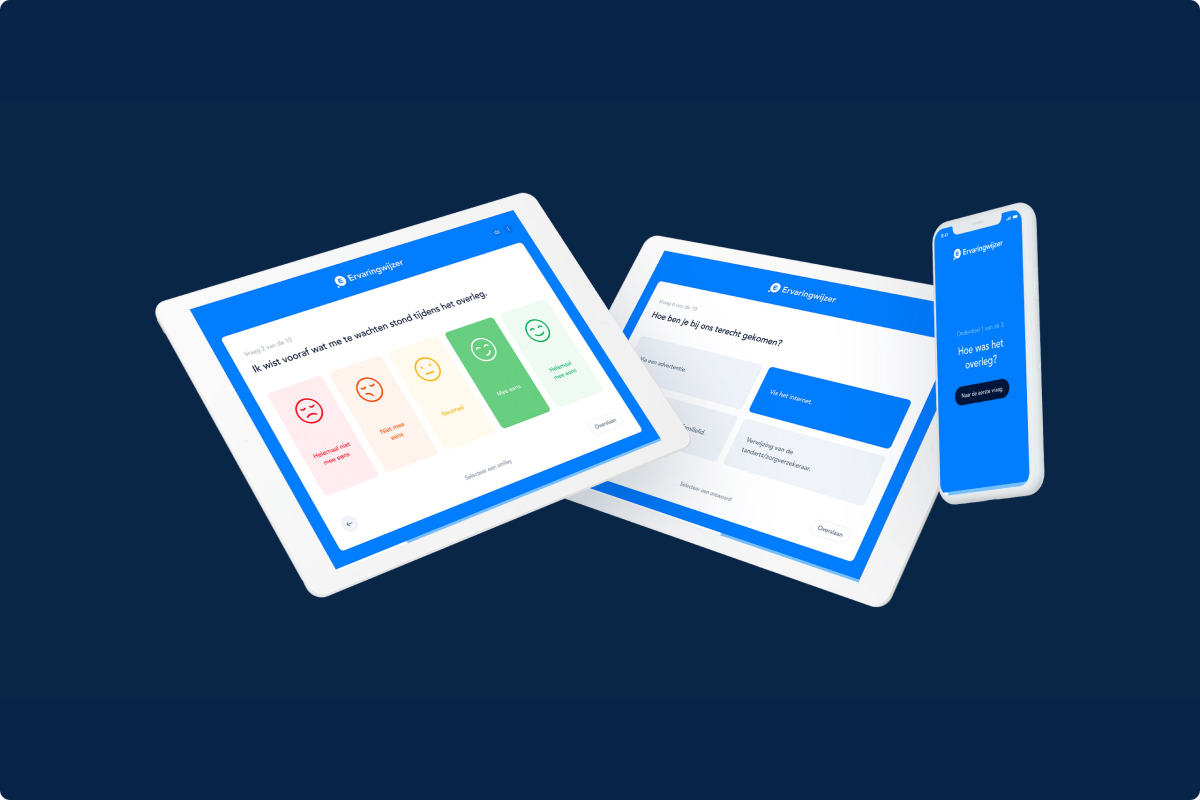 Ervaringwijzer
Vraag 2 van de 10
Ik wist vooraf wat me te wachten stond tijdens het overleg.
Helemaal niet
mee eens
Niet mee
eens
Neutraal
Mee eens
Helemaal
mee eens
Selecteer een smiley
Overslaan
Ervaringwijzer
Vraag 6 van de 10
Hoe ben je bij ons terecht gekomen?
Via een advertentie.
Via het internet.
Verwijzing van de
tandarts/zorgverzekeraar.
Selecteer een antwoord
Overslaan
9:41
Ervaringwijzer
Onderdeel 1 van de 3
Hoe was het
overleg?
Naar de eerste vraag